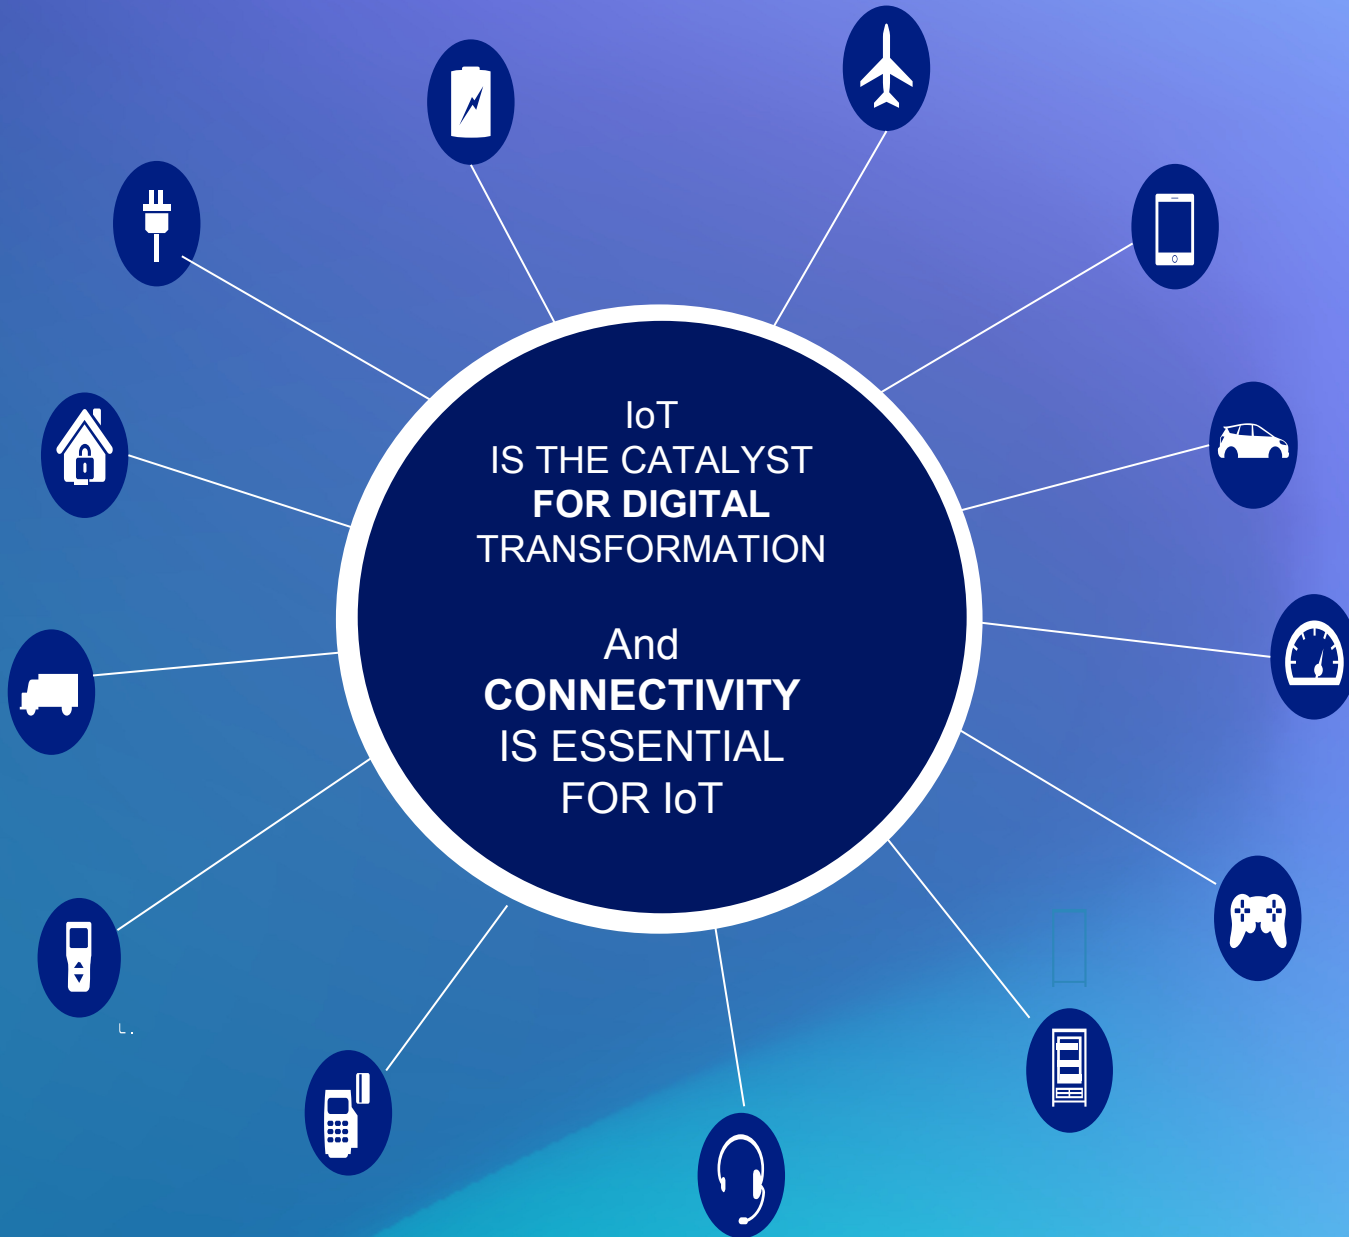 IoT
IS THE CATALYST
FOR DIGITAL
TRANSFORMATION
And
CONNECTIVITY
IS ESSENTIAL
FOR IoT